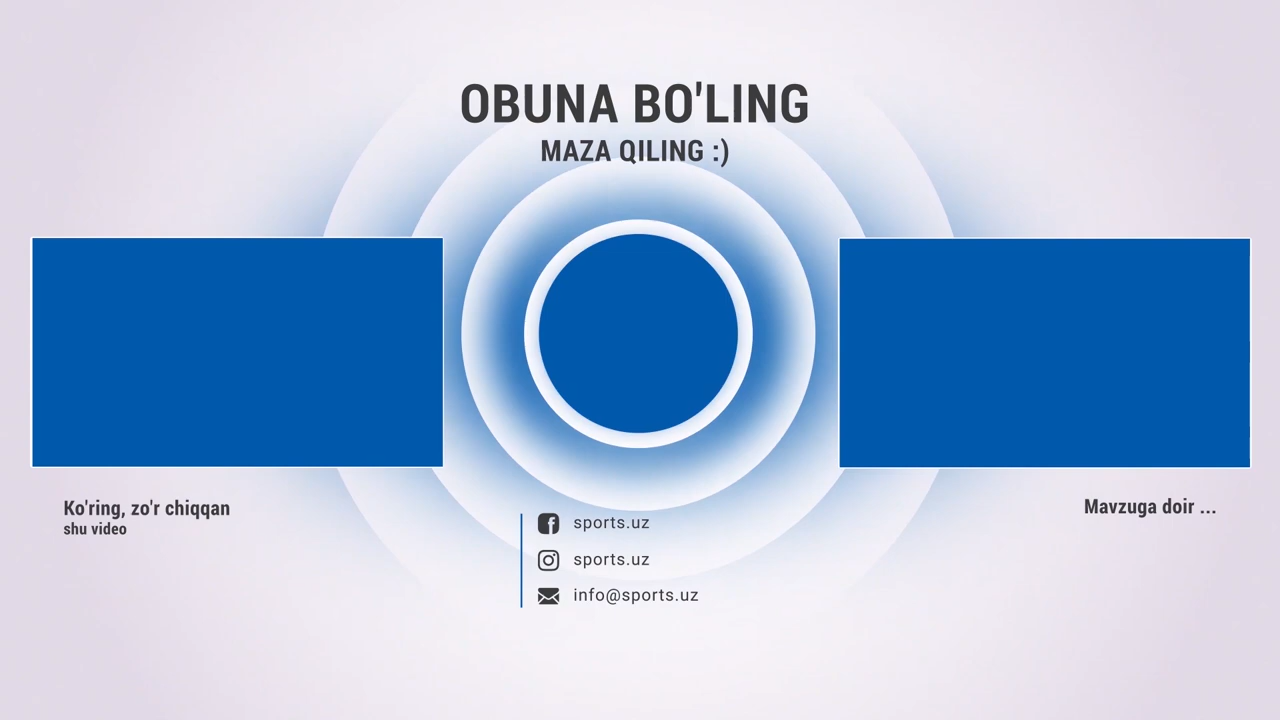 OBUNA BO'LING
MAZA QILING :)
Ko'ring, zo'r chiqqan
shu video
Mavzuga doir ...
sports.uz
sports.uz
info@sports.uz